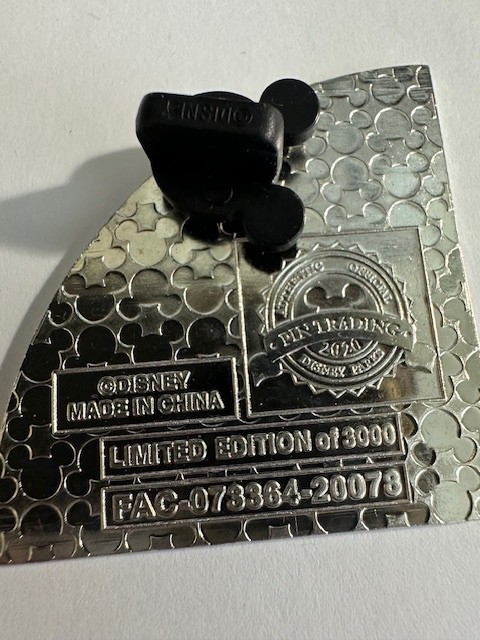 ©DISNEY
AUTHENTIC OFFICIAL
PIN TRADING
2020
DISNEY PARKS
©DISNEY
MADE IN CHINA
LIMITED EDITION of 3000
FAC-073364-20078